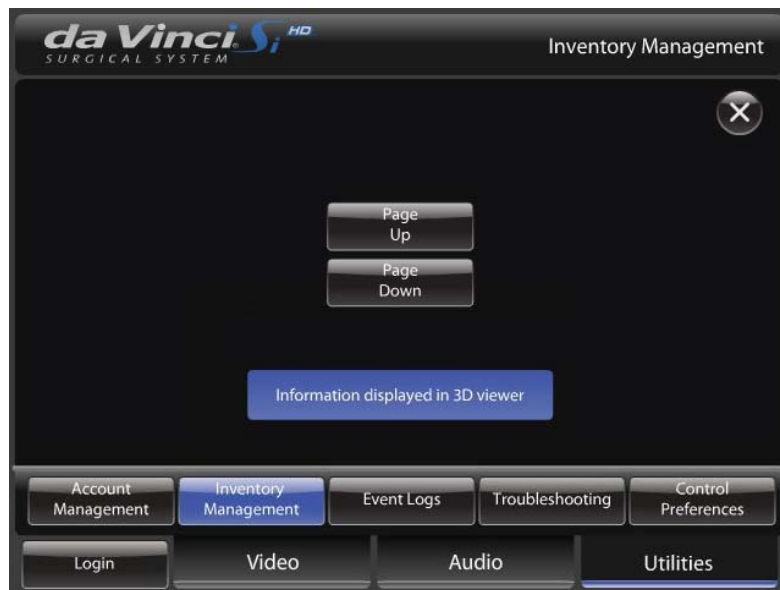 da Vinci Si HD
SURGICAL SYSTEM
Inventory Management
Page
Up
Page
Down
Information displayed in 3D viewer
Account
Management
Inventory
Management
Event Logs
Troubleshooting
Control
Preferences
Login
Video
Audio
Utilities